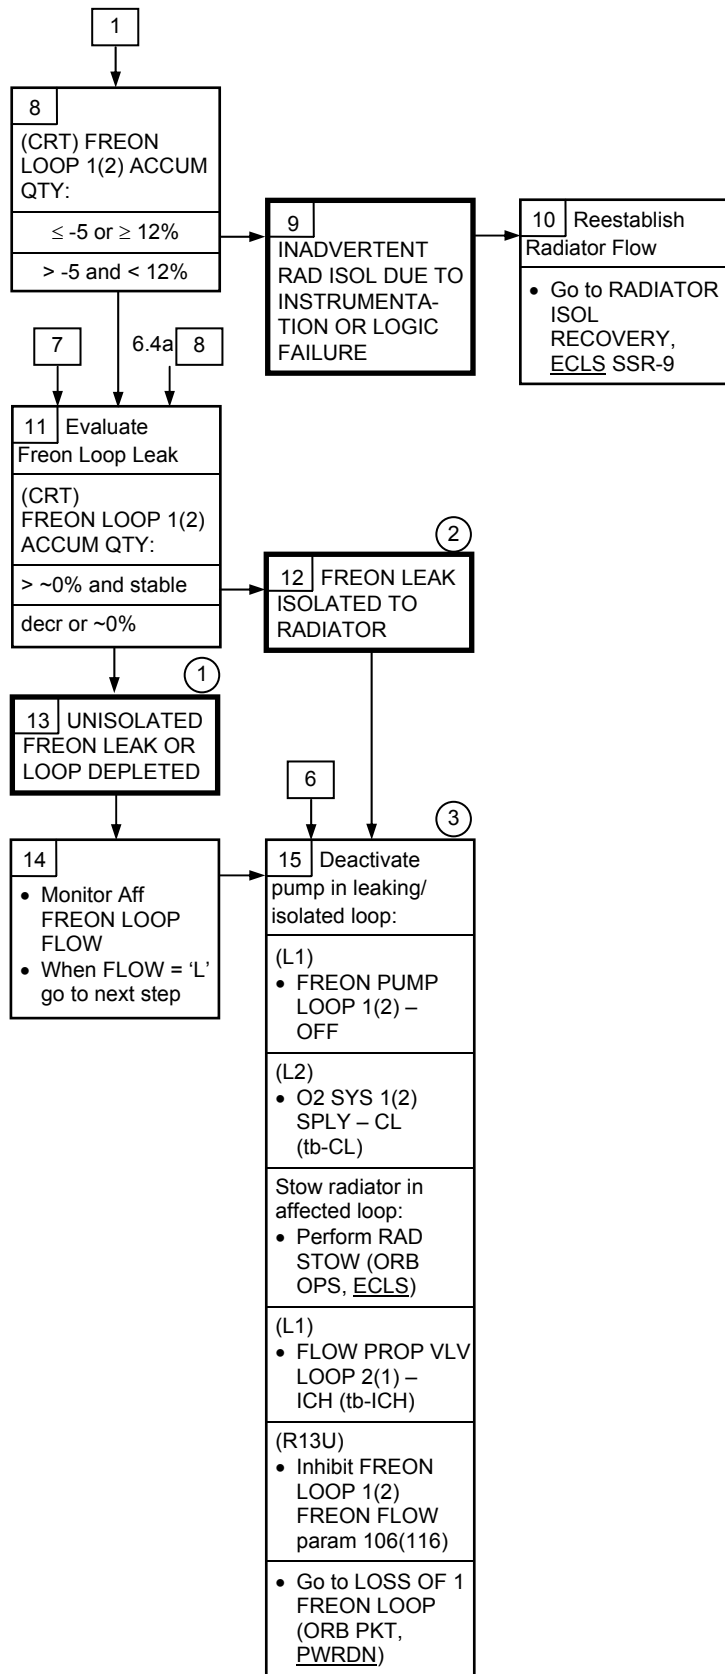 1
8
(CRT) FREON
LOOP 1(2) ACCUM
QTY:
≤ -5 or ≥ 12%
> -5 and < 12%
9
INADVERTENT
RAD ISOL DUE TO
INSTRUMENTA-
TION OR LOGIC
FAILURE
10 Reestablish
Radiator Flow
• Go to RADIATOR
ISOL
RECOVERY,
ECLS SSR-9
7
6.4a 8
11 Evaluate
Freon Loop Leak
(CRT)
FREON LOOP 1(2)
ACCUM QTY:
> ~0% and stable
decr or ~0%
2
12 FREON LEAK
ISOLATED TO
RADIATOR
1
13 UNISOLATED
FREON LEAK OR
LOOP DEPLETED
6
14
• Monitor Aff
FREON LOOP
FLOW
• When FLOW = ‘L’
go to next step
3
15 Deactivate
pump in leaking/
isolated loop:
(L1)
• FREON PUMP
LOOP 1(2) –
OFF
(L2)
• O2 SYS 1(2)
SPLY – CL
(tb-CL)
Stow radiator in
affected loop:
• Perform RAD
STOW (ORB
OPS, ECLS)
(L1)
• FLOW PROP VLV
LOOP 2(1) –
ICH (tb-ICH)
(R13U)
• Inhibit FREON
LOOP 1(2)
FREON FLOW
param 106(116)
• Go to LOSS OF 1
FREON LOOP
(ORB PKT,
PWRDN)